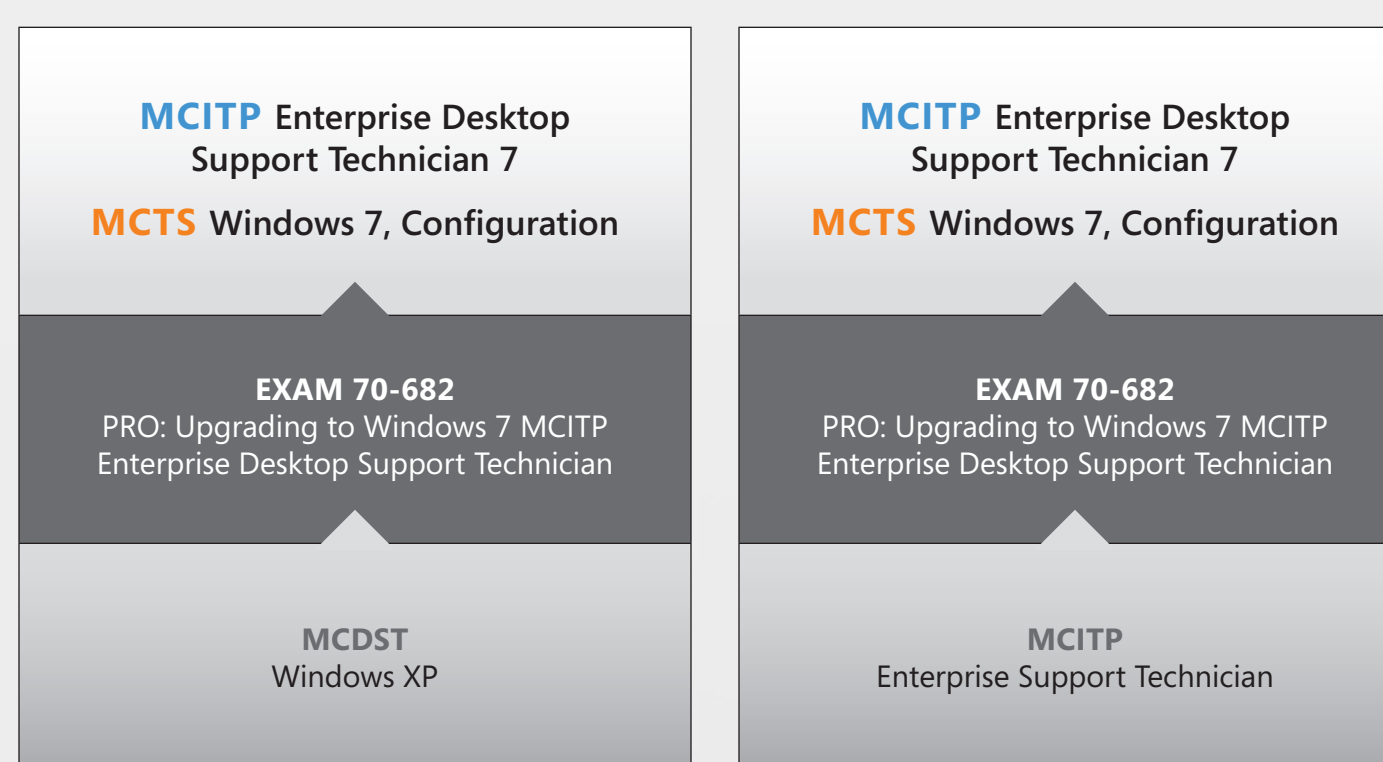 MCITP Enterprise Desktop
Support Technician 7
MCTS Windows 7, Configuration
EXAM 70-682
PRO: Upgrading to Windows 7 MCITP
Enterprise Desktop Support Technician
MCDST
Windows XP
MCITP Enterprise Desktop
Support Technician 7
MCTS Windows 7, Configuration
EXAM 70-682
PRO: Upgrading to Windows 7 MCITP
Enterprise Desktop Support Technician
MCITP
Enterprise Support Technician